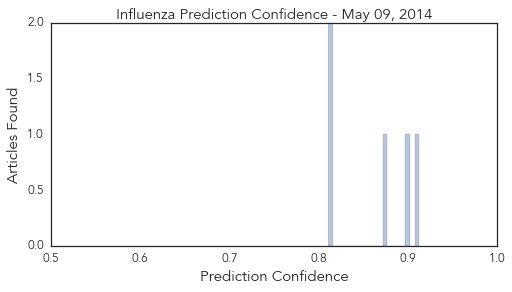 Influenza Prediction Confidence - May 09, 2014
2.0
1.5
1.0
0.5
0.0
Articles Found
0.5 0.6 0.7 0.8 0.9 1.0
Prediction Confidence